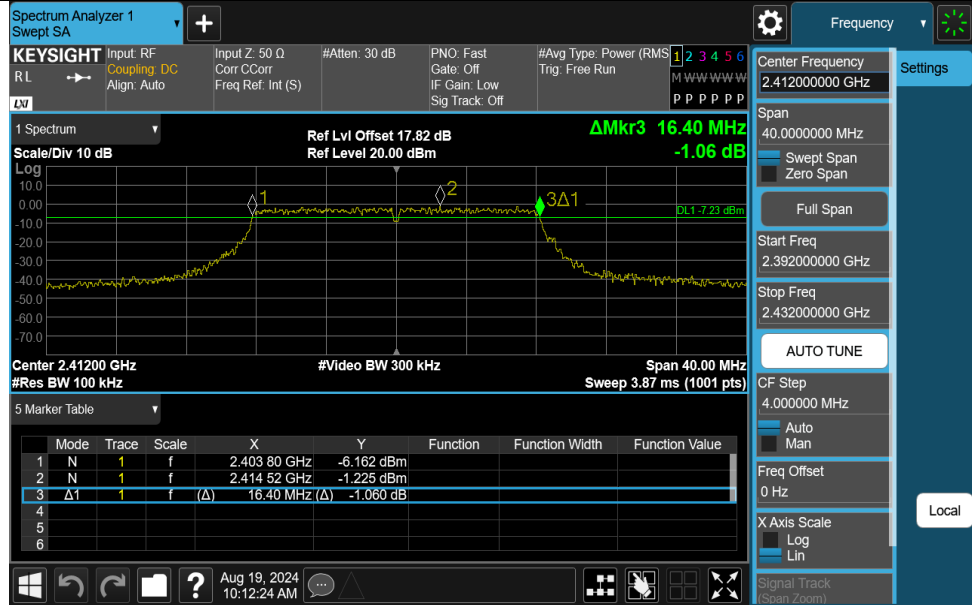 Spectrum Analyzer 1
Swept SA
+
Frequency
KEYSIGHT
RL
LXI
Input: RF
Coupling: DC
Align: Auto
Input Z: 50 Ω
Corr CCorr
Freq Ref: Int (S)
#Atten: 30 dB
PNO: Fast
Gate: Off
IF Gain: Low
Sig Track: Off
#Avg Type: Power (RMS
Trig: Free Run
1 2 3 4 5 6
M W W W W W
P P P P P P
1 Spectrum
Scale/Div 10 dB
Ref Lvl Offset 17.82 dB
Ref Level 20.00 dBm
ΔMkr3 16.40 MHz
-1.06 dB
Log
10.0
0.00
-10.0
-20.0
-30.0
-40.0
-50.0
-60.0
-70.0
1
2
3Δ1
DL1 -7.23 dBm
Center 2.41200 GHz
#Video BW 300 kHz
Span 40.00 MHz
#Res BW 100 kHz
Sweep 3.87 ms (1001 pts)
5 Marker Table
Mode Trace Scale X Y Function Function Width Function Value
1 N 1 f 2.403 80 GHz -6.162 dBm
2 N 1 f 2.414 52 GHz -1.225 dBm
3 Δ1 1 f (Δ) 16.40 MHz (Δ) -1.060 dB
4
5
6
Aug 19, 2024
10:12:24 AM
?
Center Frequency
2.412000000 GHz
Span
40.0000000 MHz
Swept Span
Zero Span
Full Span
Start Freq
2.392000000 GHz
Stop Freq
2.432000000 GHz
AUTO TUNE
CF Step
4.000000 MHz
Auto
Man
Freq Offset
0 Hz
X Axis Scale
Log
Lin
Signal Track
(Span Zoom)
Settings
Local